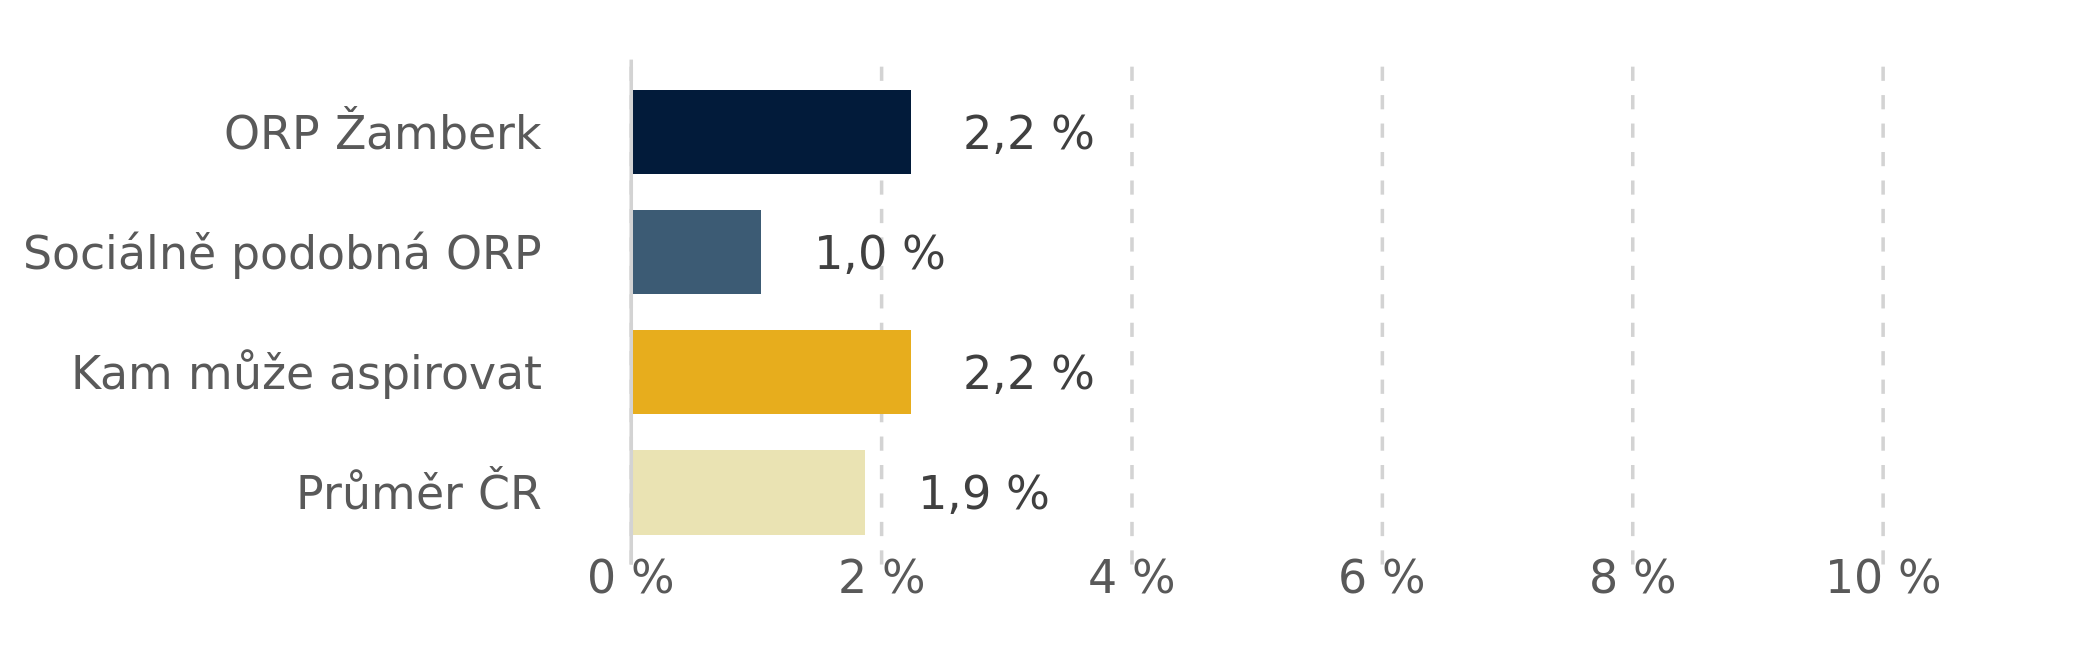 ORP Žamberk 2,2 %
Sociálně podobná ORP 1,0 %
Kam může aspirovat 2,2 %
Průměr ČR 1,9 %
0 % 2 % 4 % 6 % 8 % 10 %